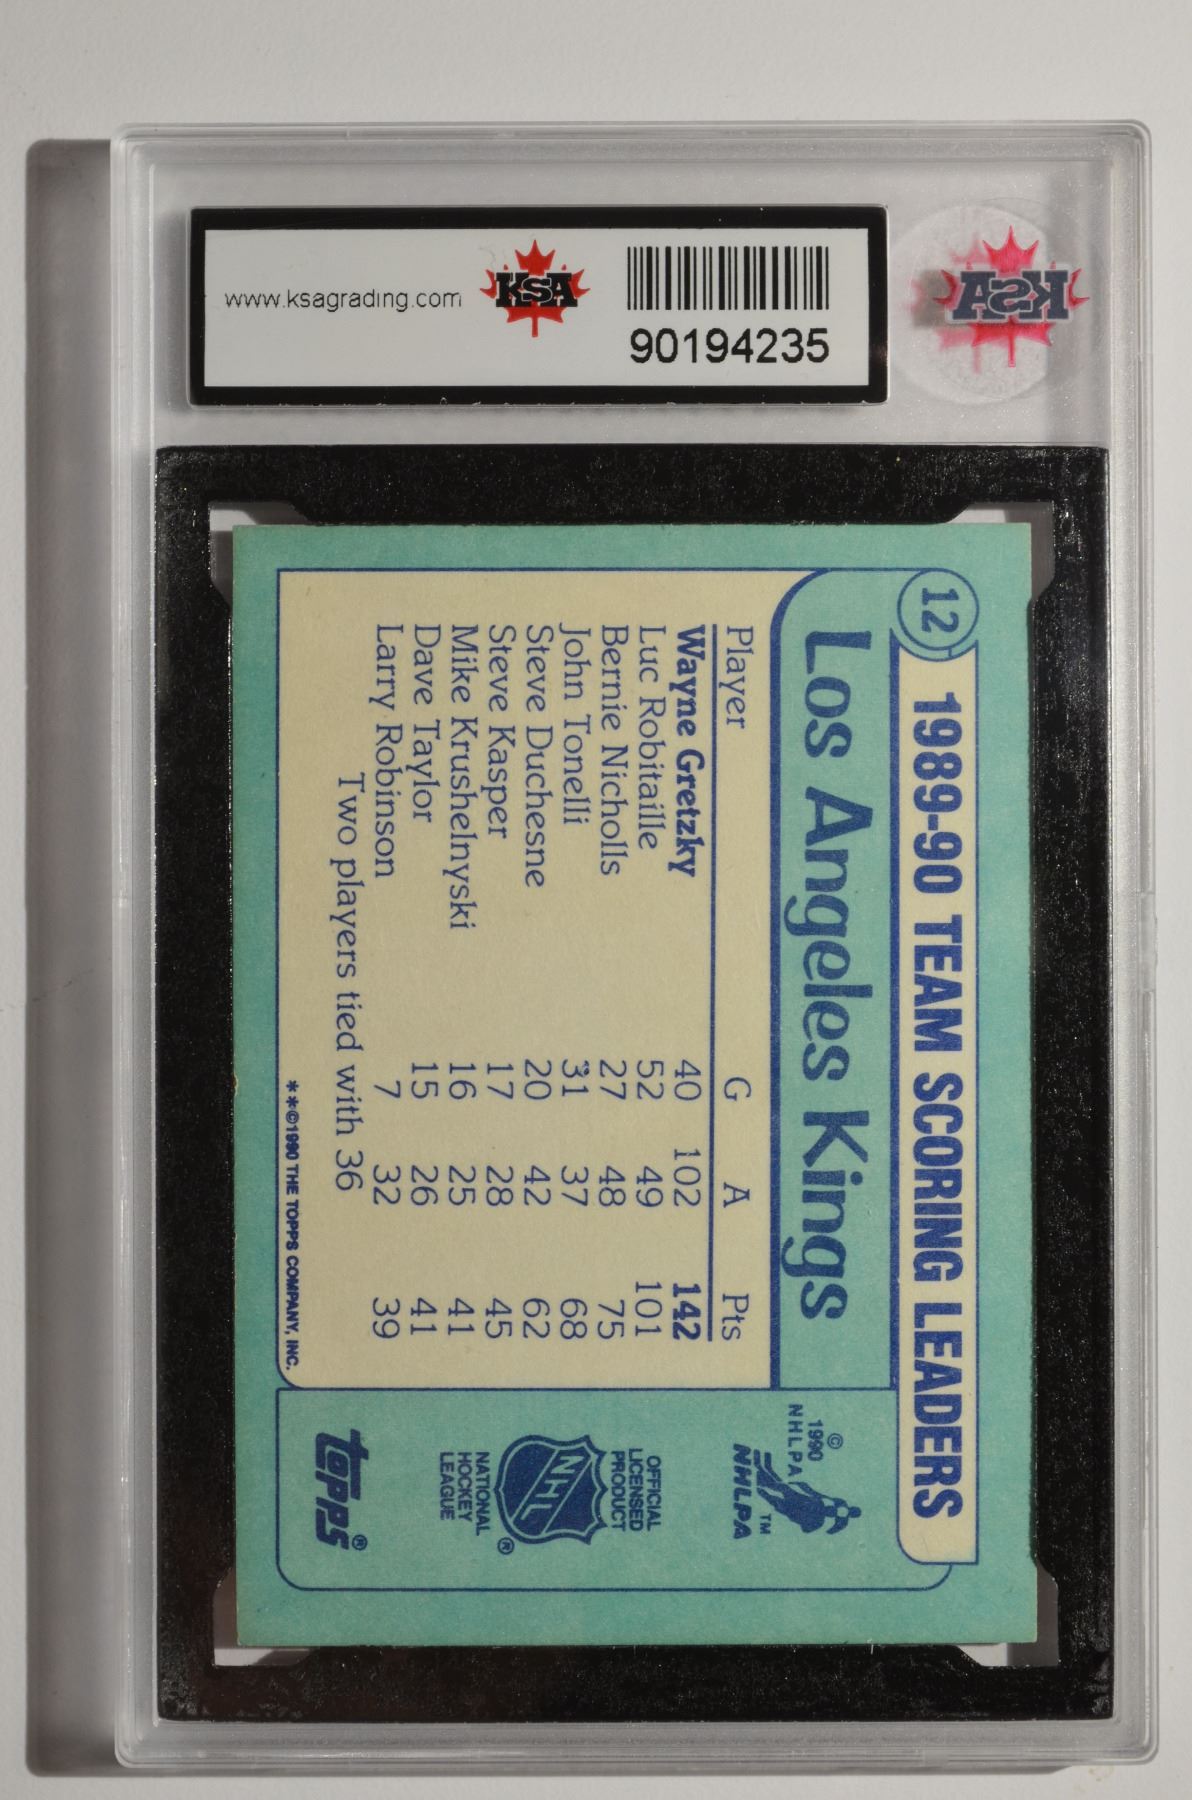 www.ksagrading.com
KSA
90194235
KSA
12
1989-90 TEAM SCORING LEADERS
Los Angeles Kings
Player G A Pts
Wayne Gretzky 40 102 142
Luc Robitaille 52 49 101
Bernie Nicholls 27 48 75
John Tonelli 31 37 68
Steve Duchesne 20 42 62
Steve Kasper 17 28 45
Mike Krushelnyski 16 25 41
Dave Taylor 15 26 41
Larry Robinson 7 32 39
Two players tied with 36
**©1990 THE TOPPS COMPANY, INC.
©
1990
NHLPA
NHLPA
TM
OFFICIAL
LICENSED
PRODUCT
NHL
®
NATIONAL
HOCKEY
LEAGUE
topps®